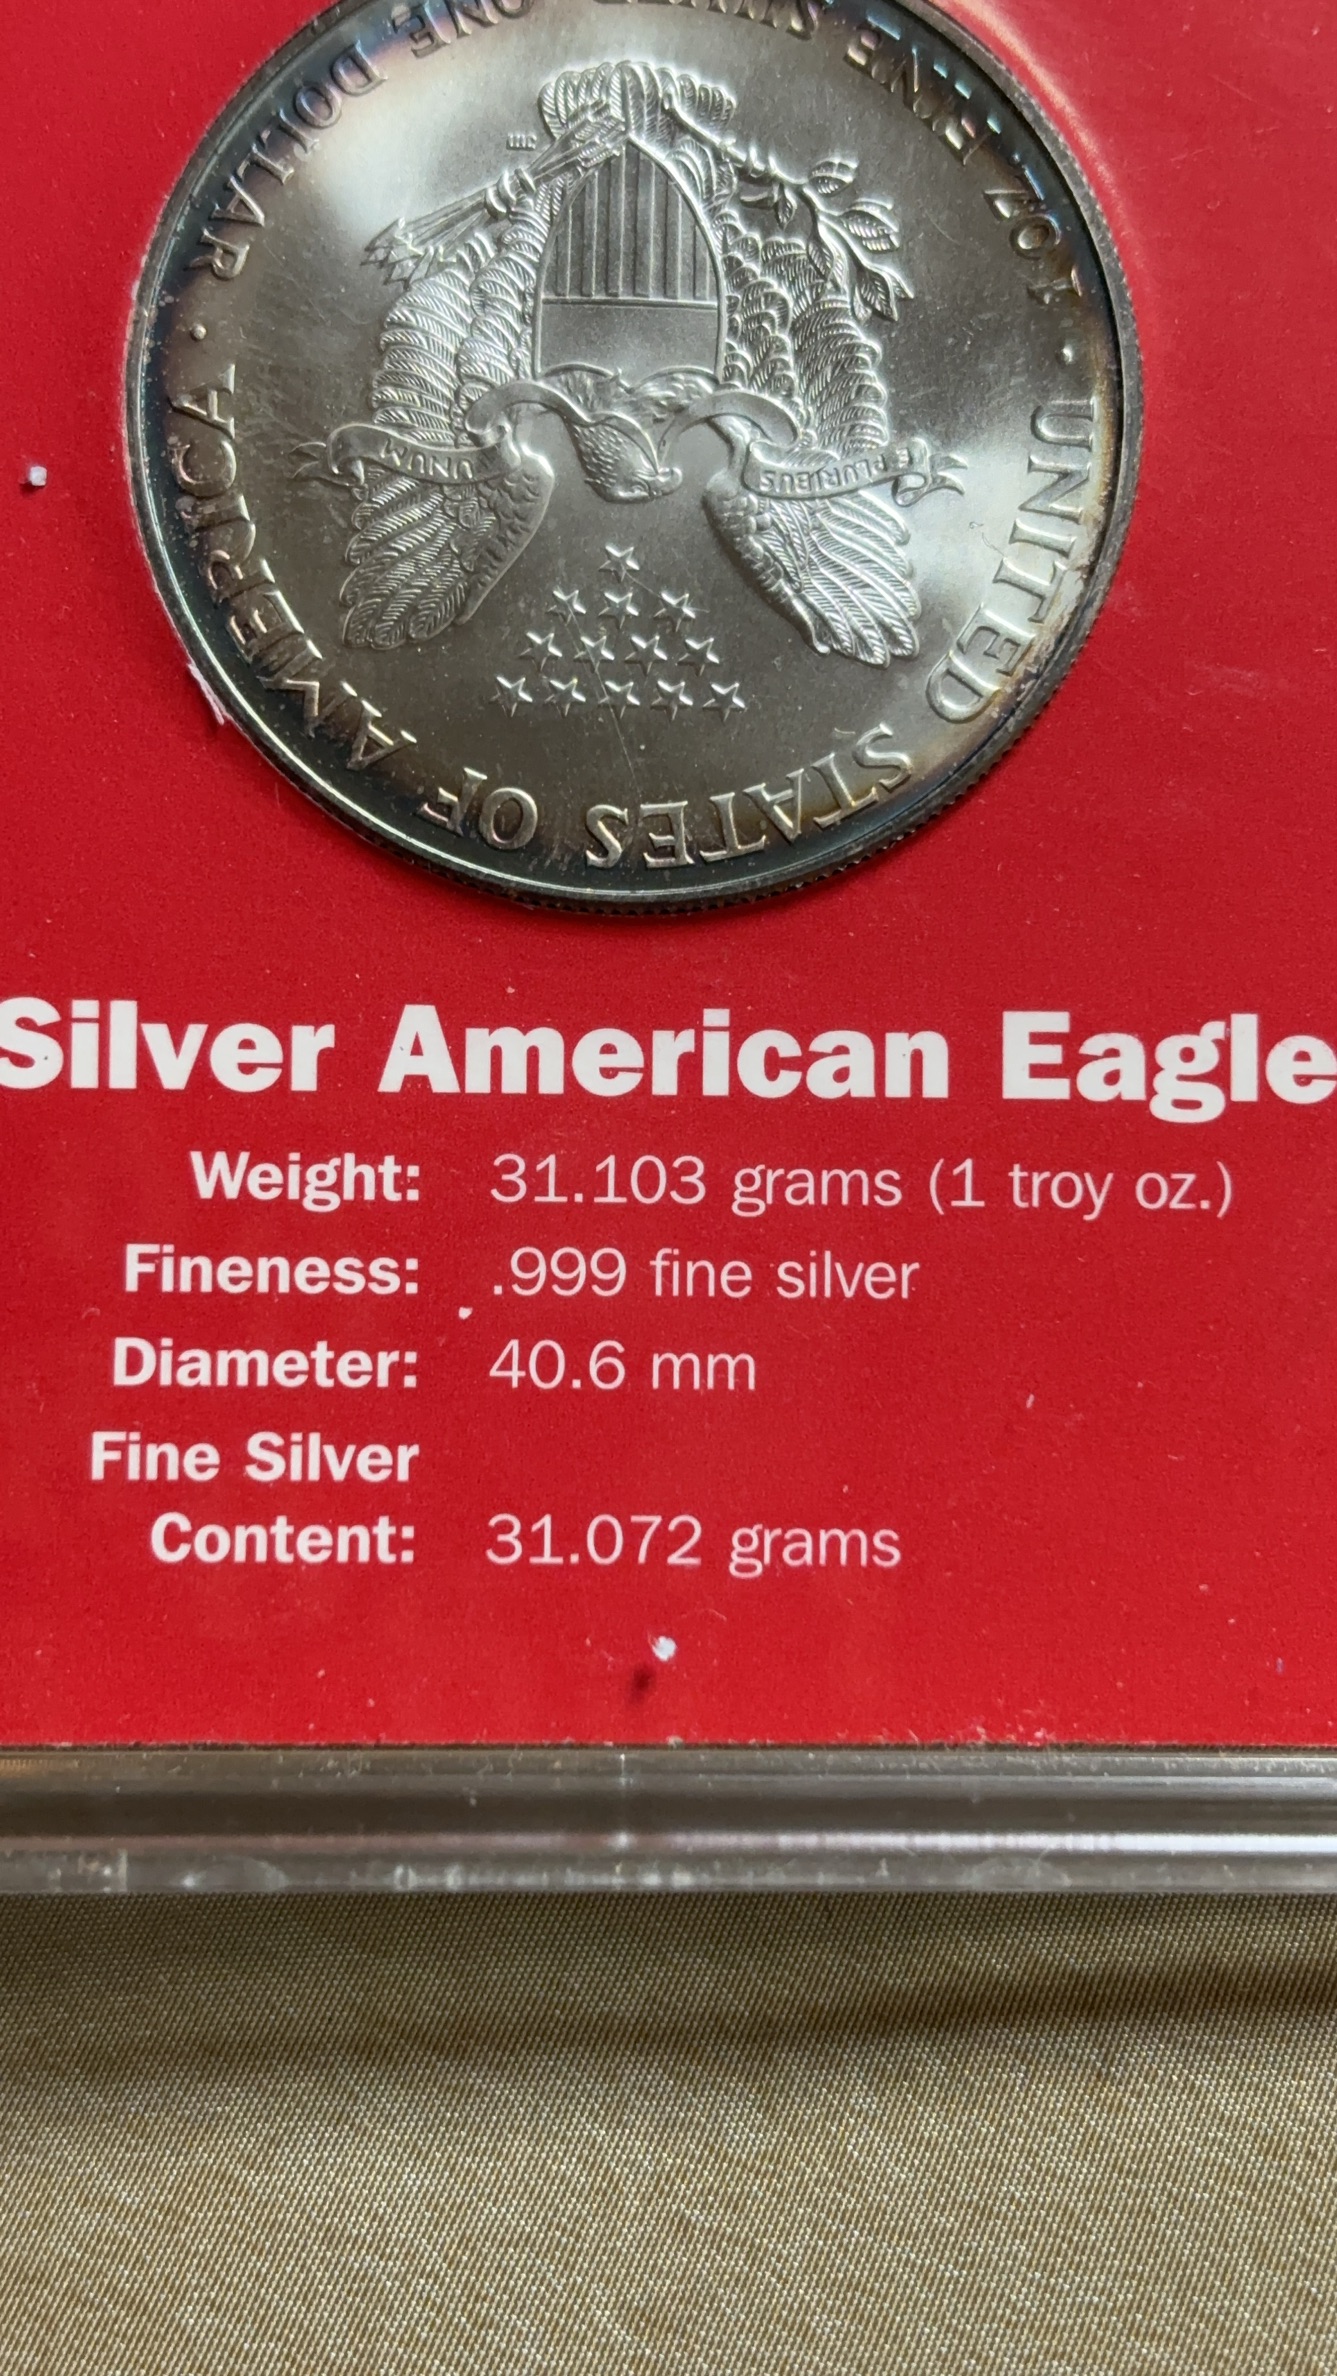 UNITED STATES OF AMERICA · ONE DOLLAR
1 OZ. FINE SILVER
E PLURIBUS
UNUM
Silver American Eagle
Weight: 31.103 grams (1 troy oz.)
Fineness: .999 fine silver
Diameter: 40.6 mm
Fine Silver
Content: 31.072 grams